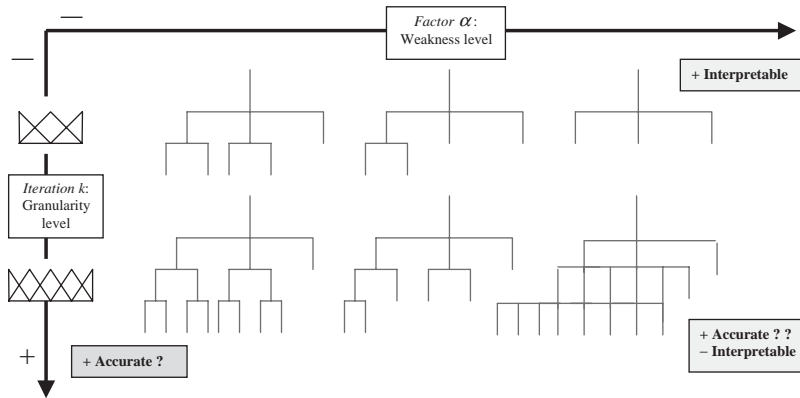 —
Factor α:
Weakness level
—
+ Interpretable
Iteration k:
Granularity
level
+ Accurate ? ?
− Interpretable
+
+ Accurate ?